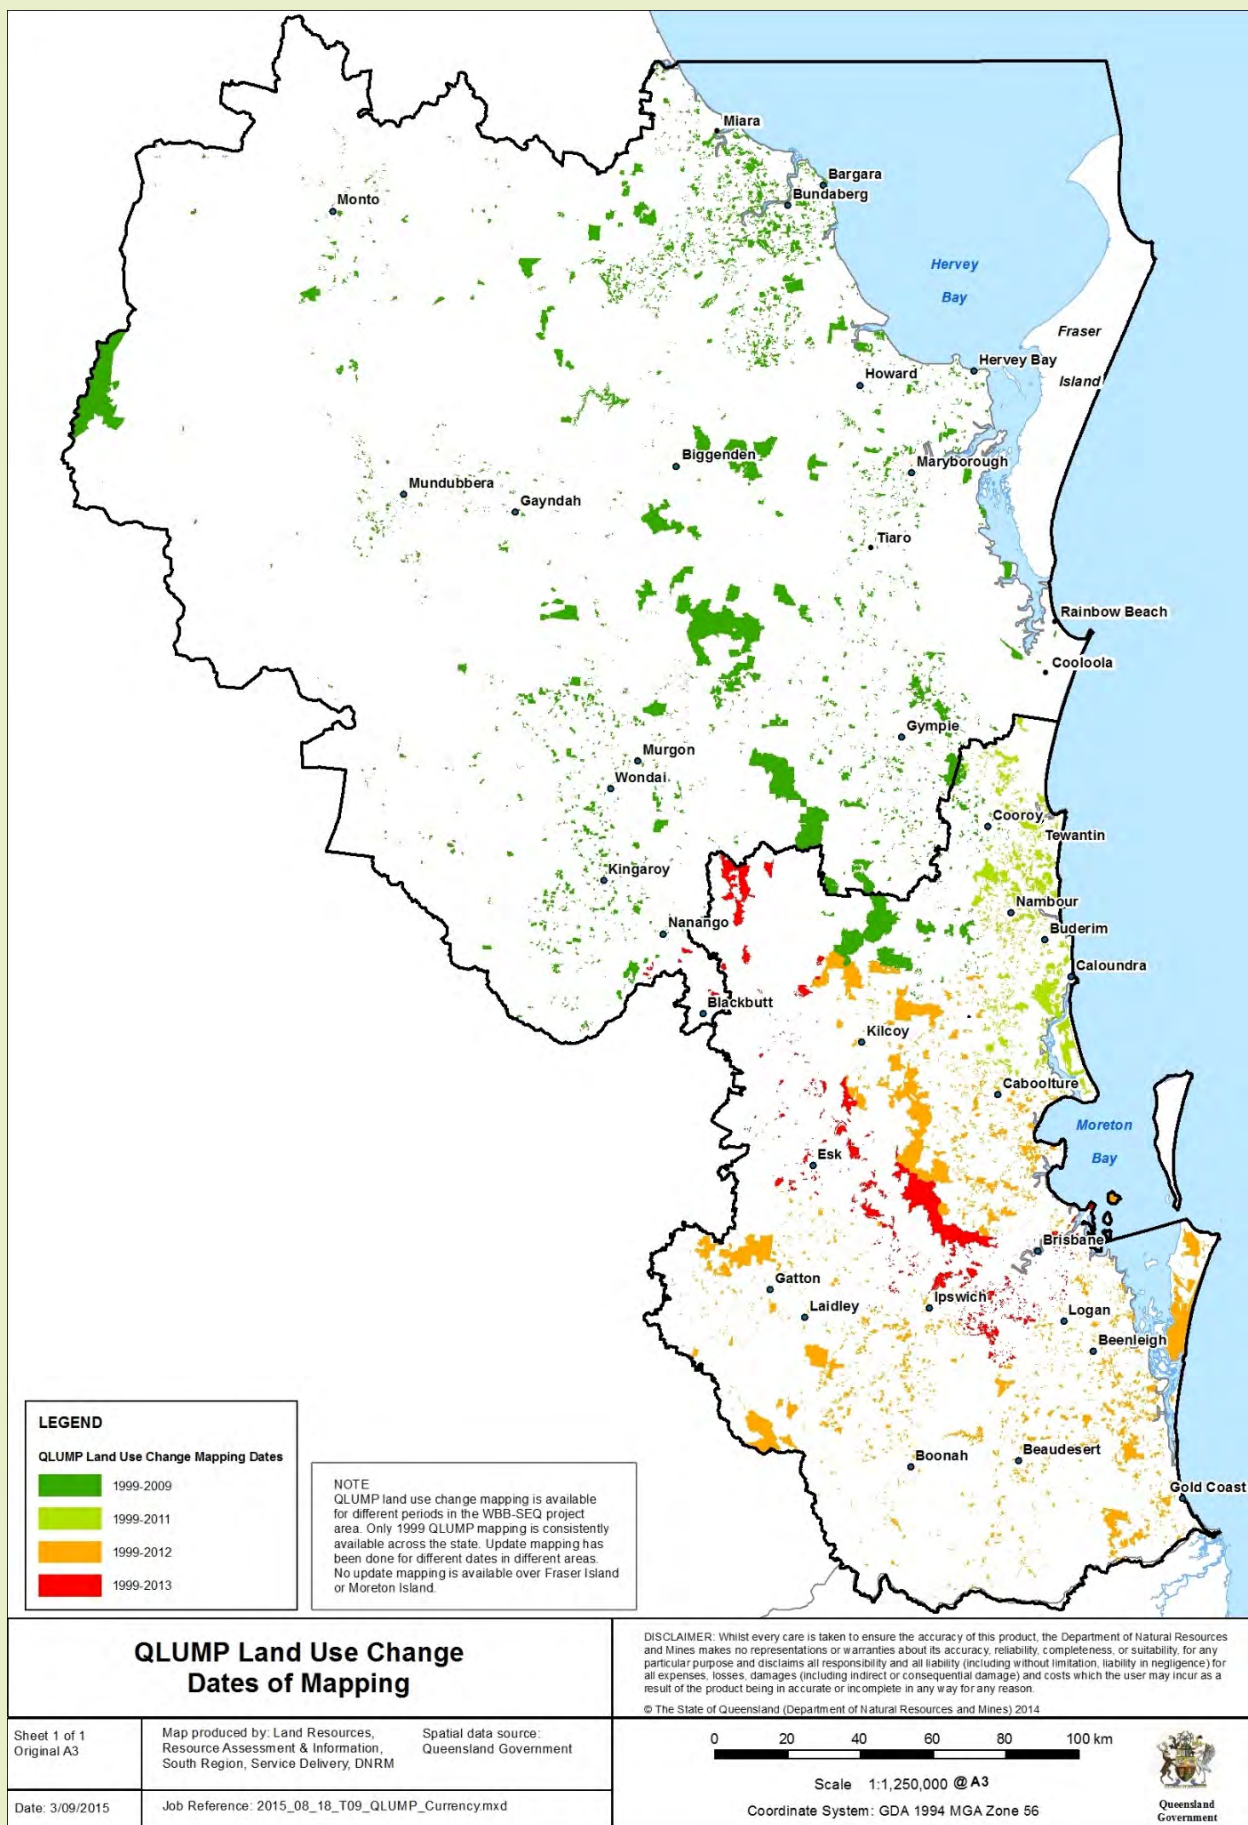 Miara
Bargara
Bundaberg
Monto
Hervey
Bay
Fraser
Island
Hervey Bay
Howard
Biggenden
Maryborough
Mundubbera
Gayndah
Tiaro
Rainbow Beach
Cooloola
Gympie
Murgon
Wondai
Cooroy
Tewantin
Kingaroy
Nambour
Nanango
Buderim
Caloundra
Blackbutt
Kilcoy
Caboolture
Moreton
Bay
Esk
Brisbane
Gatton
Ipswich
Laidley
Logan
Beenleigh
Boonah
Beaudesert
Gold Coast
LEGEND
QLUMP Land Use Change Mapping Dates
1999-2009
1999-2011
1999-2012
1999-2013
NOTE
QLUMP land use change mapping is available
for different periods in the WBB-SEQ project
area. Only 1999 QLUMP mapping is consistently
available across the state. Update mapping has
been done for different dates in different areas.
No update mapping is available over Fraser Island
or Moreton Island.
QLUMP Land Use Change
Dates of Mapping
DISCLAIMER: Whilst every care is taken to ensure the accuracy of this product, the Department of Natural Resources
and Mines makes no representations or warranties about its accuracy, reliability, completeness, or suitability, for any
particular purpose and disclaims all responsibility and all liability (including without limitation, liability in negligence) for
all expenses, losses, damages (including indirect or consequential damage) and costs which the user may incur as a
result of the product being in accurate or incomplete in any way for any reason.
© The State of Queensland (Department of Natural Resources and Mines) 2014
Sheet 1 of 1
Original A3
Map produced by: Land Resources,
Resource Assessment & Information,
South Region, Service Delivery, DNRM
Spatial data source:
Queensland Government
Date: 3/09/2015
Job Reference: 2015_08_18_T09_QLUMP_Currency.mxd
0 20 40 60 80 100 km
Scale 1:1,250,000 @ A3
Coordinate System: GDA 1994 MGA Zone 56
Queensland
Government